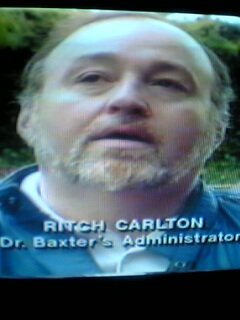 RITCH CARLTON
Dr. Baxter's Administrator